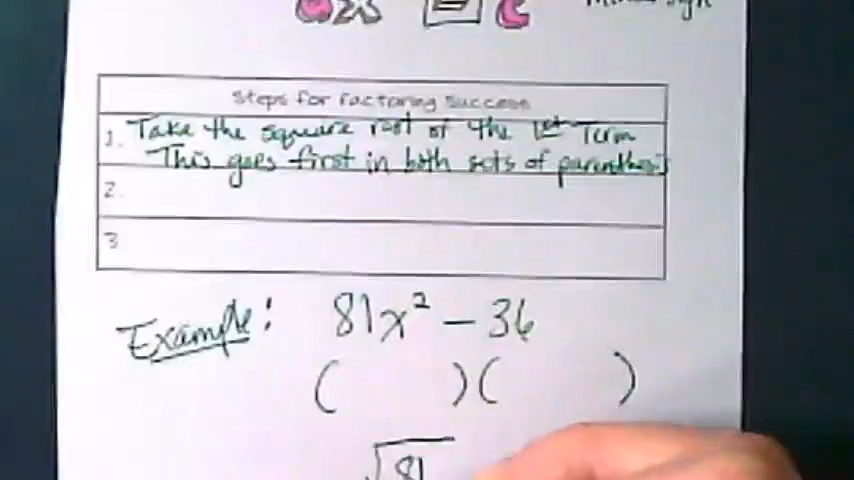 Steps for Factoring Success
1. Take the square root of the 1st Term
This goes first in both sets of parenthesis
2.
3
Example: 81x² - 36
( )( )
√81